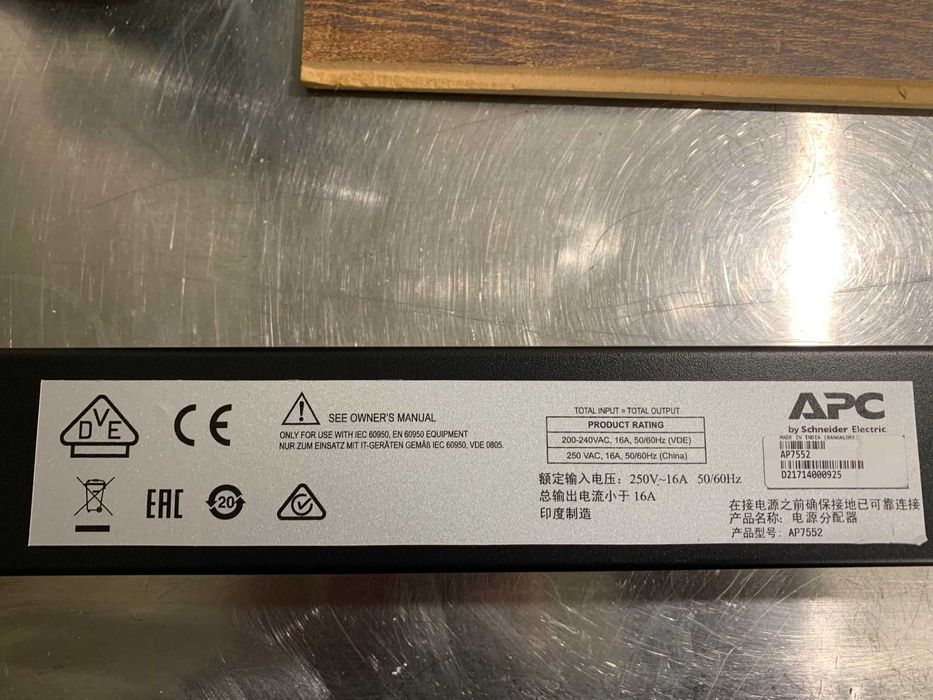 VDE
CE
SEE OWNER'S MANUAL
ONLY FOR USE WITH IEC 60950, EN 60950 EQUIPMENT
NUR ZUM EINSATZ MIT IT-GERÄTEN GEMÄS IEC 60950, VDE 0805.
EAC
20
TOTAL INPUT = TOTAL OUTPUT
PRODUCT RATING
200-240VAC, 16A, 50/60Hz (VDE)
250 VAC, 16A, 50/60Hz (China)
额定输入电压: 250V~16A 50/60Hz
总输出电流小于 16A
印度制造
APC
by Schneider Electric
MADE IN INDIA (BANGALORE)
AP7552
D21714000925
在接电源之前确保接地已可靠连接
产品名称: 电源分配器
产品型号: AP7552